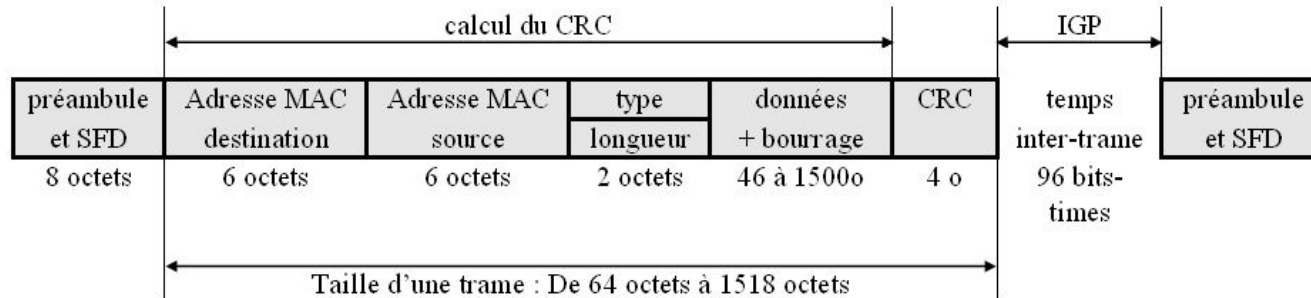 calcul du CRC
IGP
préambule
et SFD
8 octets
Adresse MAC
destination
6 octets
Adresse MAC
source
6 octets
type
longueur
2 octets
données
+ bourrage
46 à 1500o
CRC
4 o
temps
inter-trame
96 bits-
times
préambule
et SFD
Taille d'une trame : De 64 octets à 1518 octets